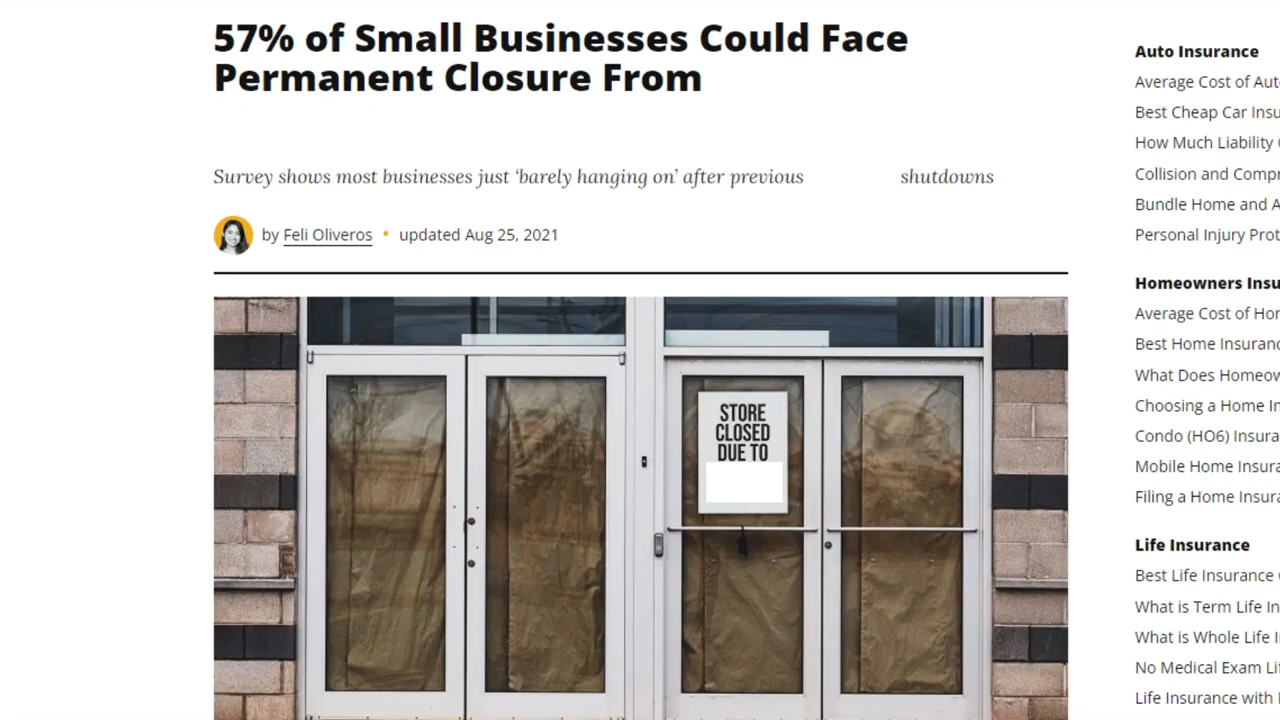 57% of Small Businesses Could Face
Permanent Closure From
Survey shows most businesses just ‘barely hanging on’ after previous shutdowns
by Feli Oliveros • updated Aug 25, 2021
STORE
CLOSED
DUE TO
Auto Insurance
Average Cost of Aut
Best Cheap Car Insu
How Much Liability
Collision and Compr
Bundle Home and A
Personal Injury Prot
Homeowners Insu
Average Cost of Hor
Best Home Insuranc
What Does Homeow
Choosing a Home In
Condo (HO6) Insura
Mobile Home Insura
Filing a Home Insura
Life Insurance
Best Life Insurance
What is Term Life In
What is Whole Life I
No Medical Exam Lif
Life Insurance with